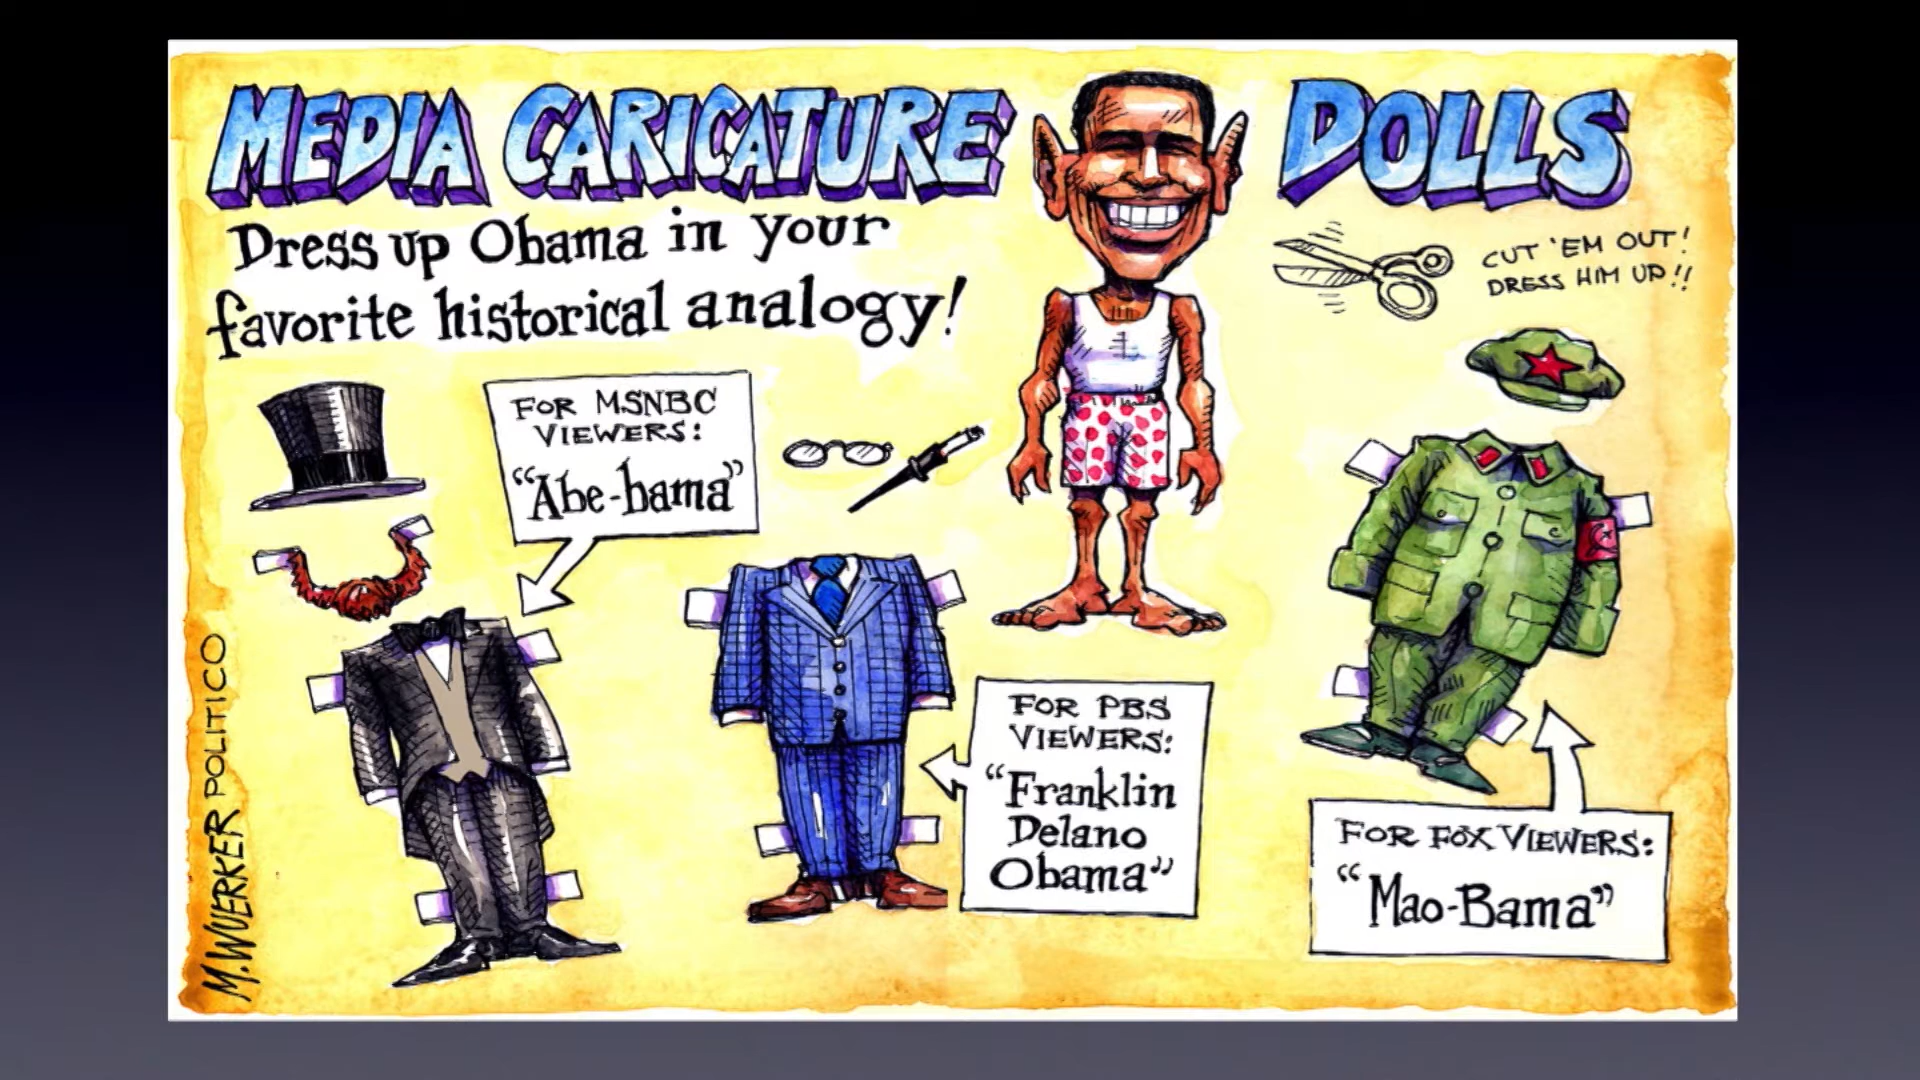 MEDIA CARICATURE DOLLS
Dress up Obama in your
favorite historical analogy!
CUT 'EM OUT!
DRESS HIM UP!!
FOR MSNBC
VIEWERS:
"Abe-bama"
FOR PBS
VIEWERS:
"Franklin
Delano
Obama"
FOR FOX VIEWERS:
"Mao-Bama"
M.WUERKER POLITICO